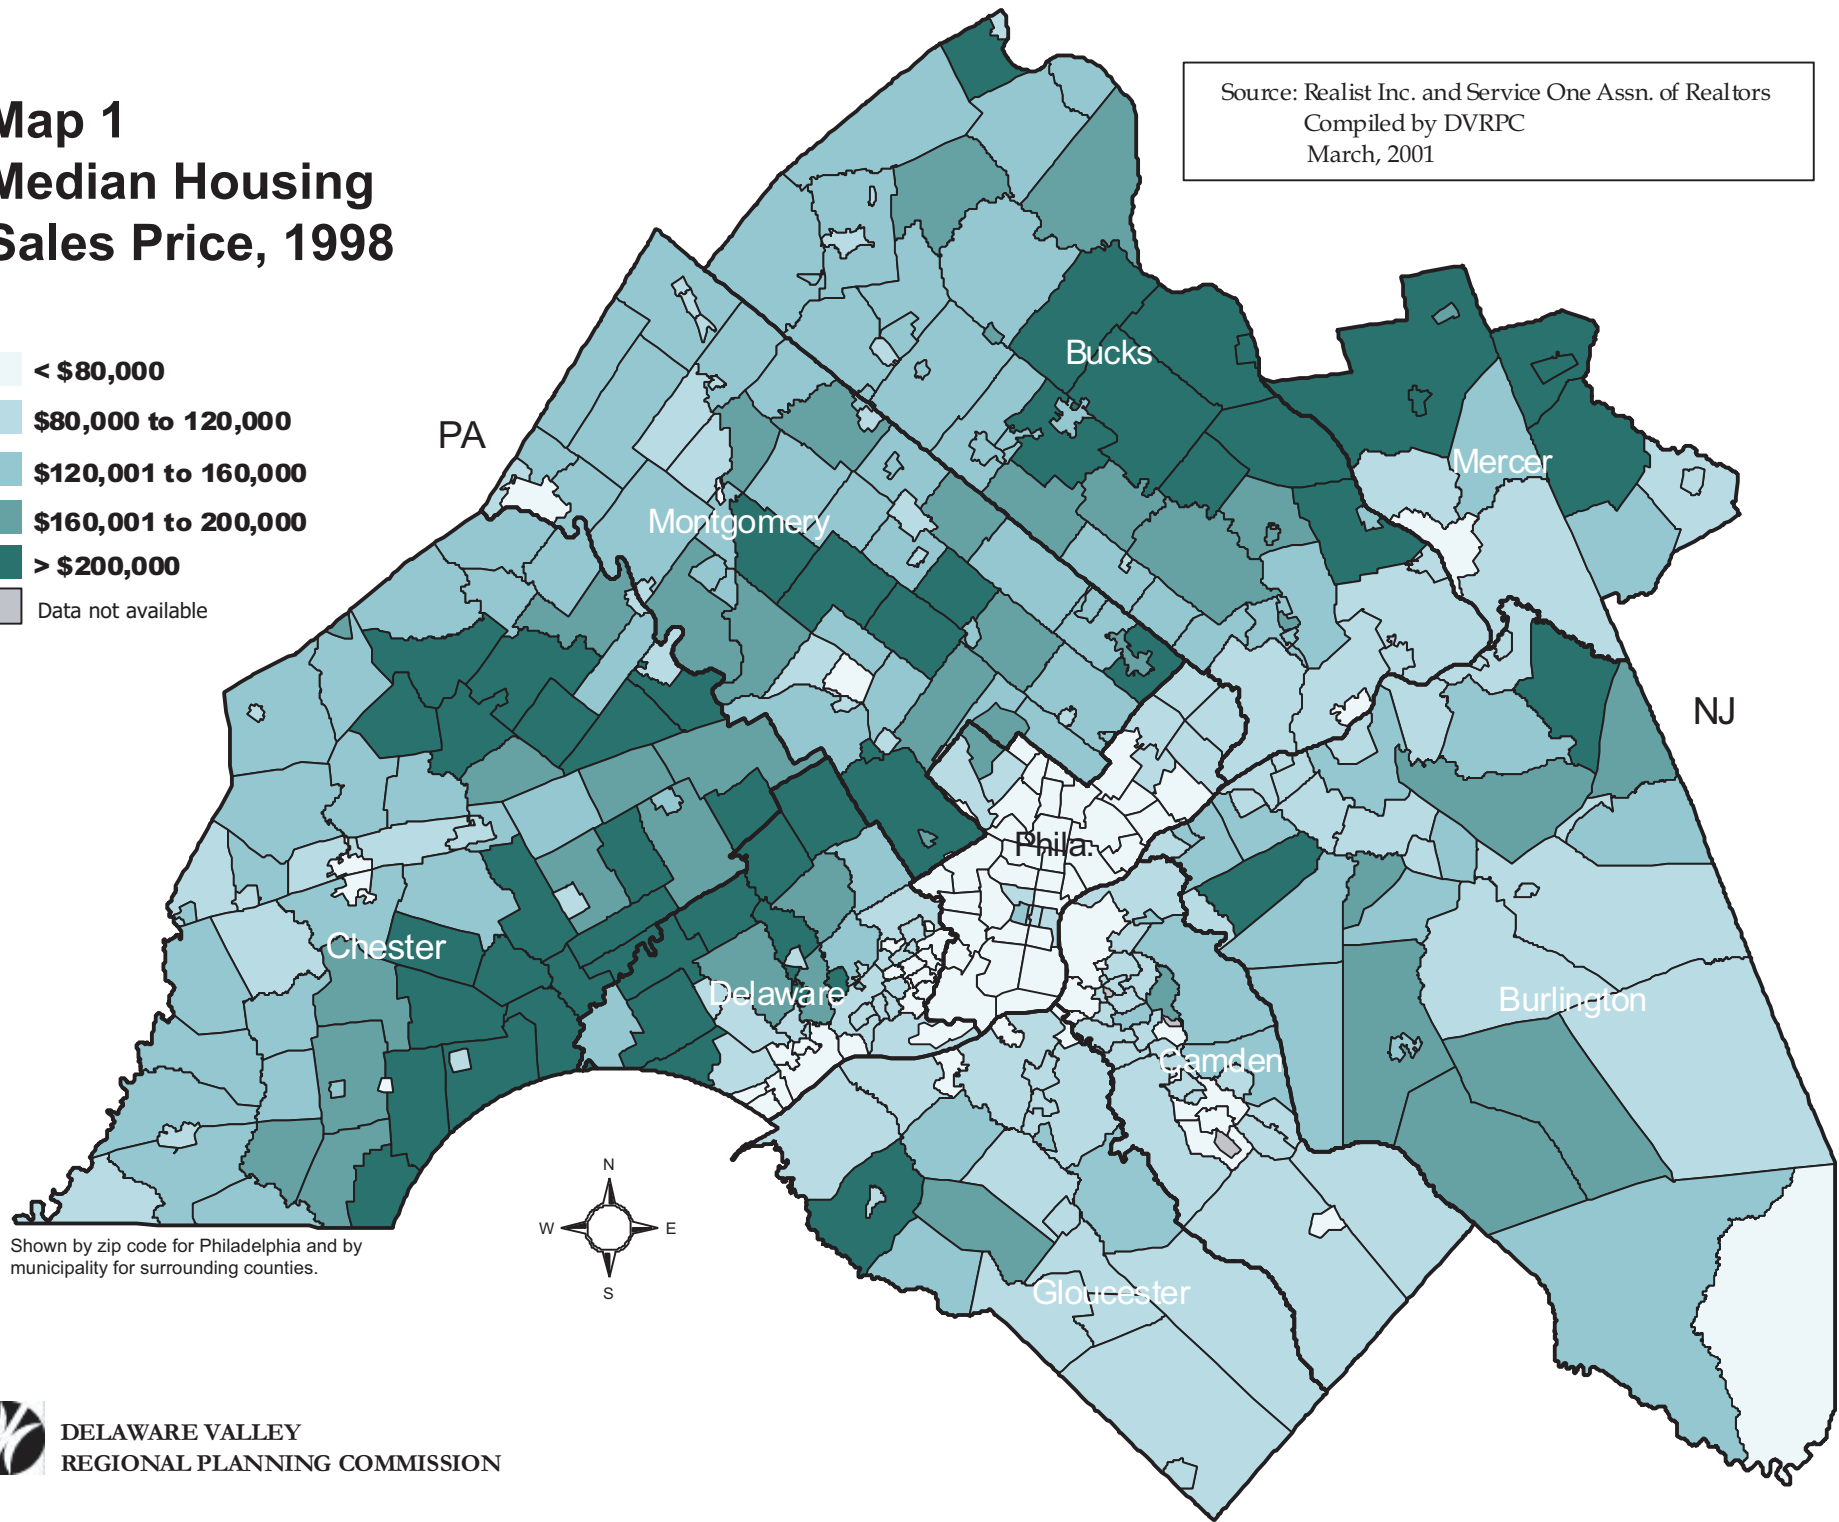 Map 1
Median Housing
Sales Price, 1998
Source: Realist Inc. and Service One Assn. of Realtors
Compiled by DVRPC
March, 2001
< $80,000
$80,000 to 120,000
$120,001 to 160,000
$160,001 to 200,000
> $200,000
Data not available
PA
Bucks
Mercer
Montgomery
NJ
Phila.
Chester
Delaware
Burlington
Camden
Gloucester
N
W
E
S
Shown by zip code for Philadelphia and by
municipality for surrounding counties.
DELAWARE VALLEY
REGIONAL PLANNING COMMISSION